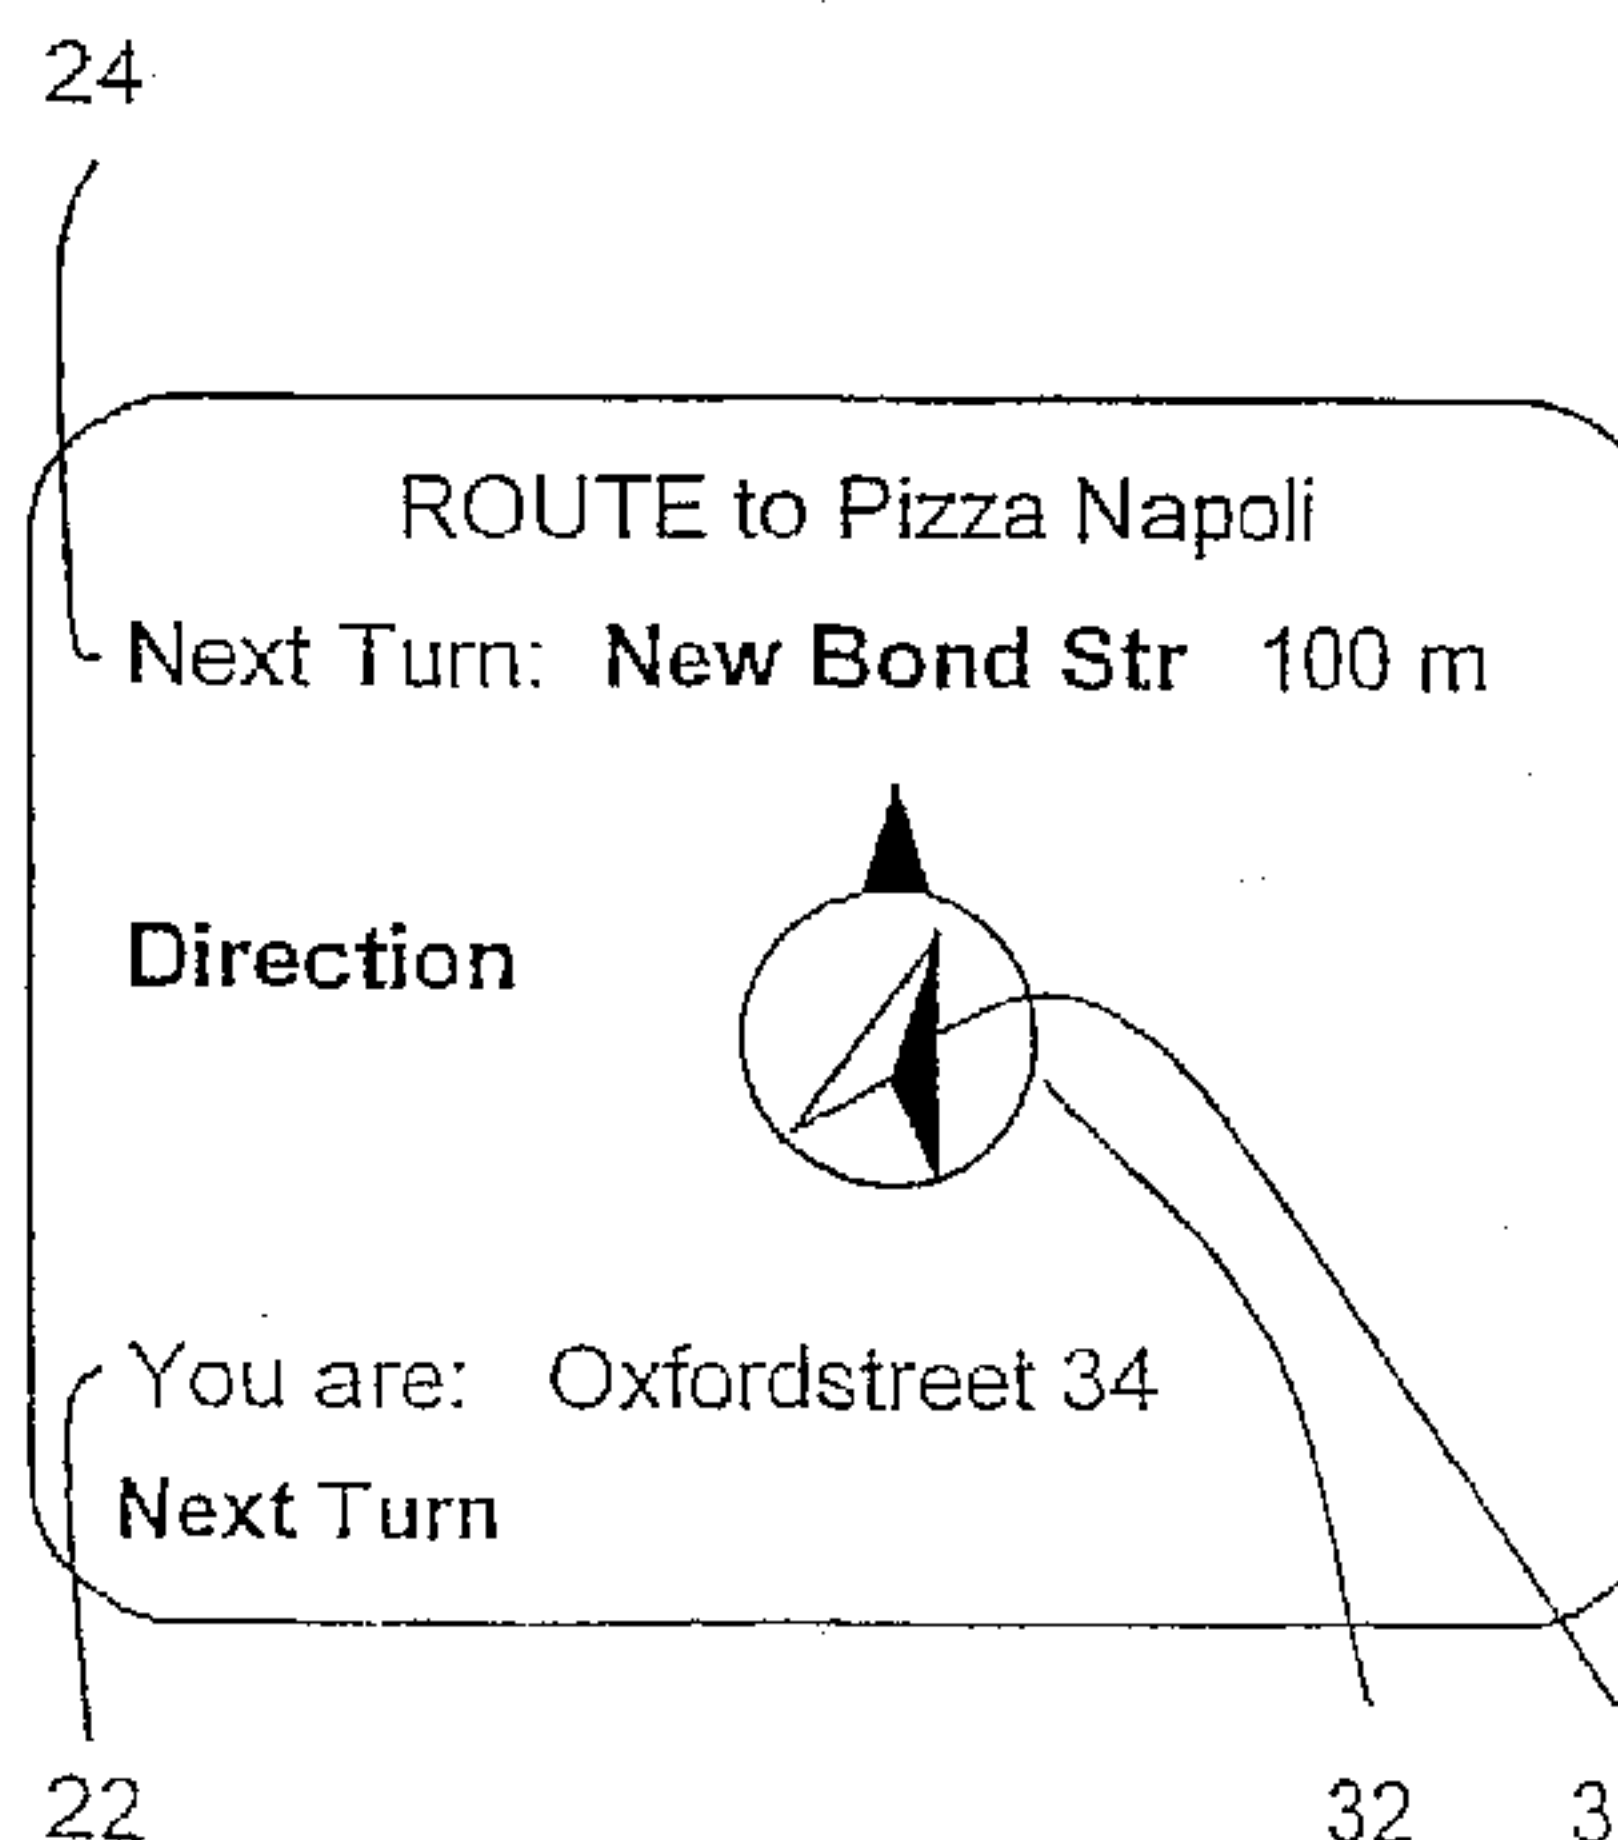 24
ROUTE to Pizza Napoli
Next Turn: New Bond Str 100 m
Direction
You are: Oxfordstreet 34
Next Turn
22 32